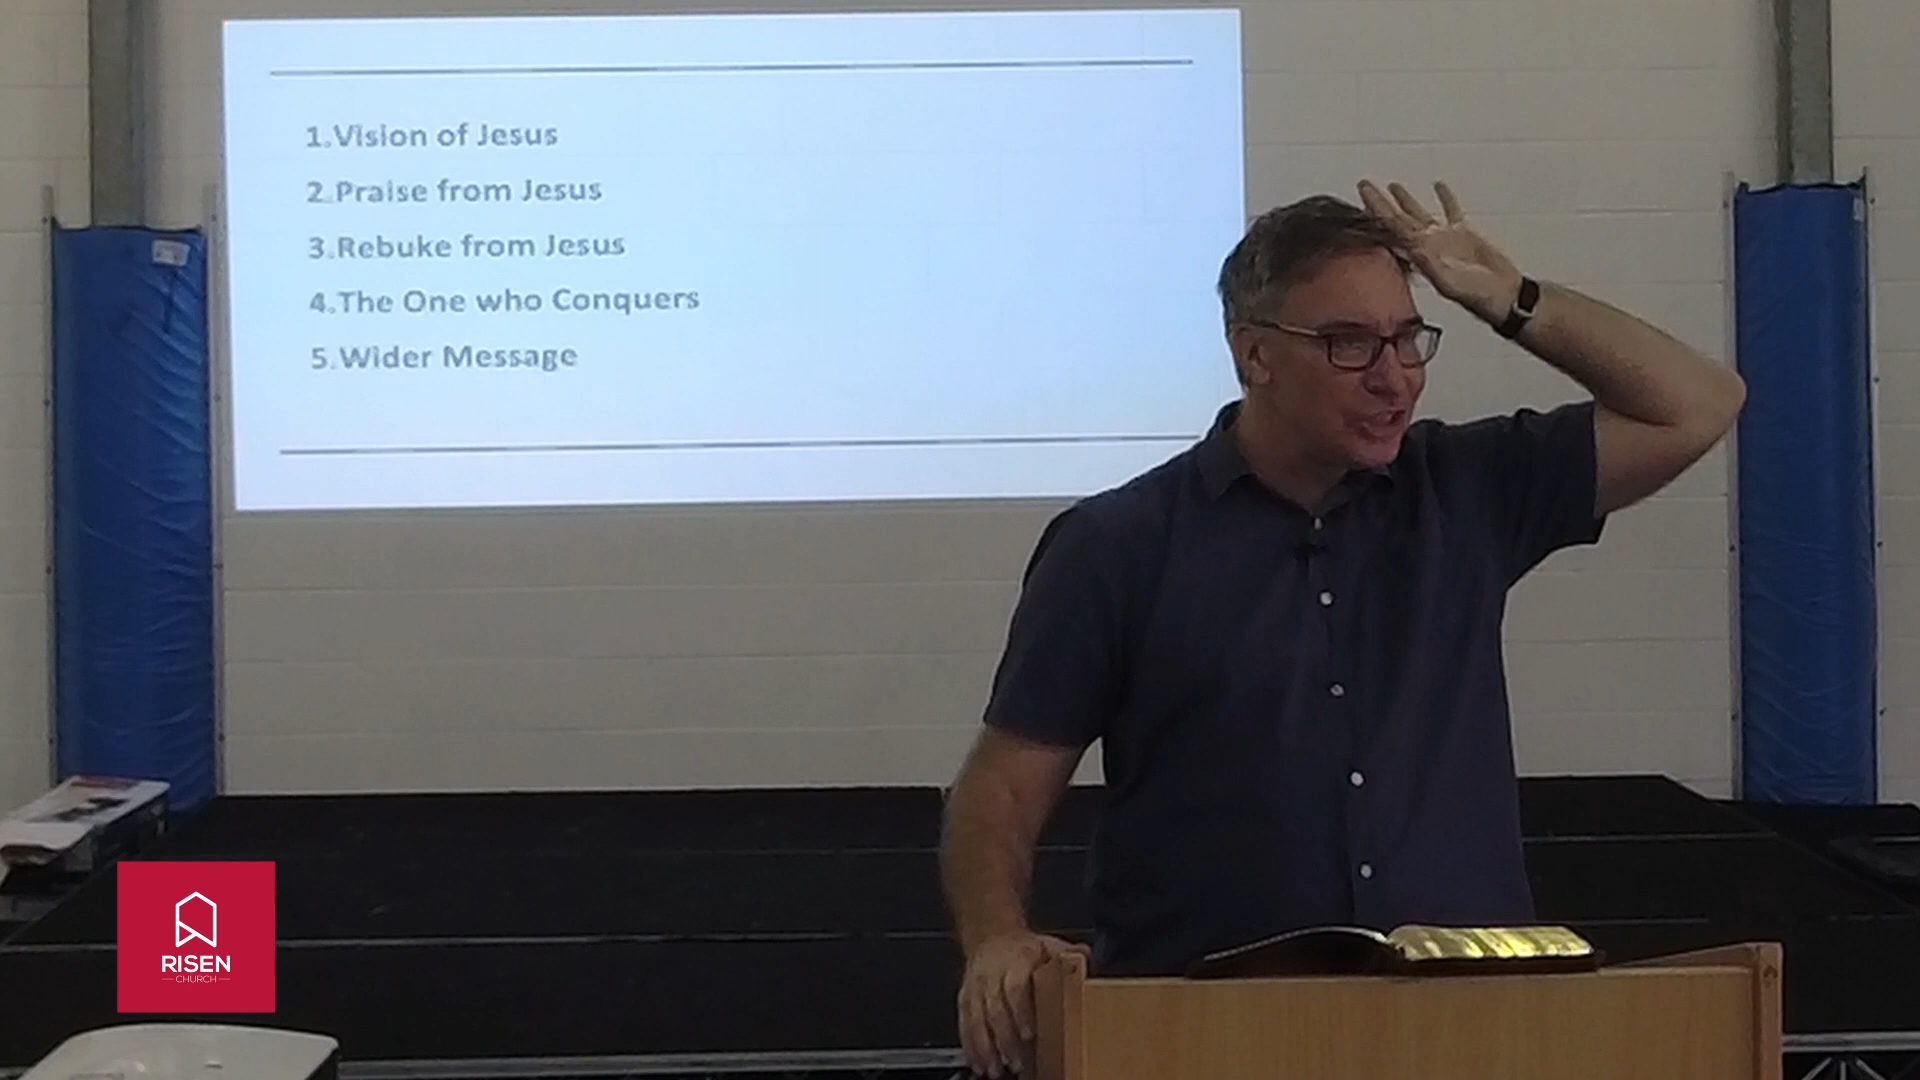 1.Vision of Jesus
2.Praise from Jesus
3.Rebuke from Jesus
4.The One who Conquers
5.Wider Message
RISEN
CHURCH